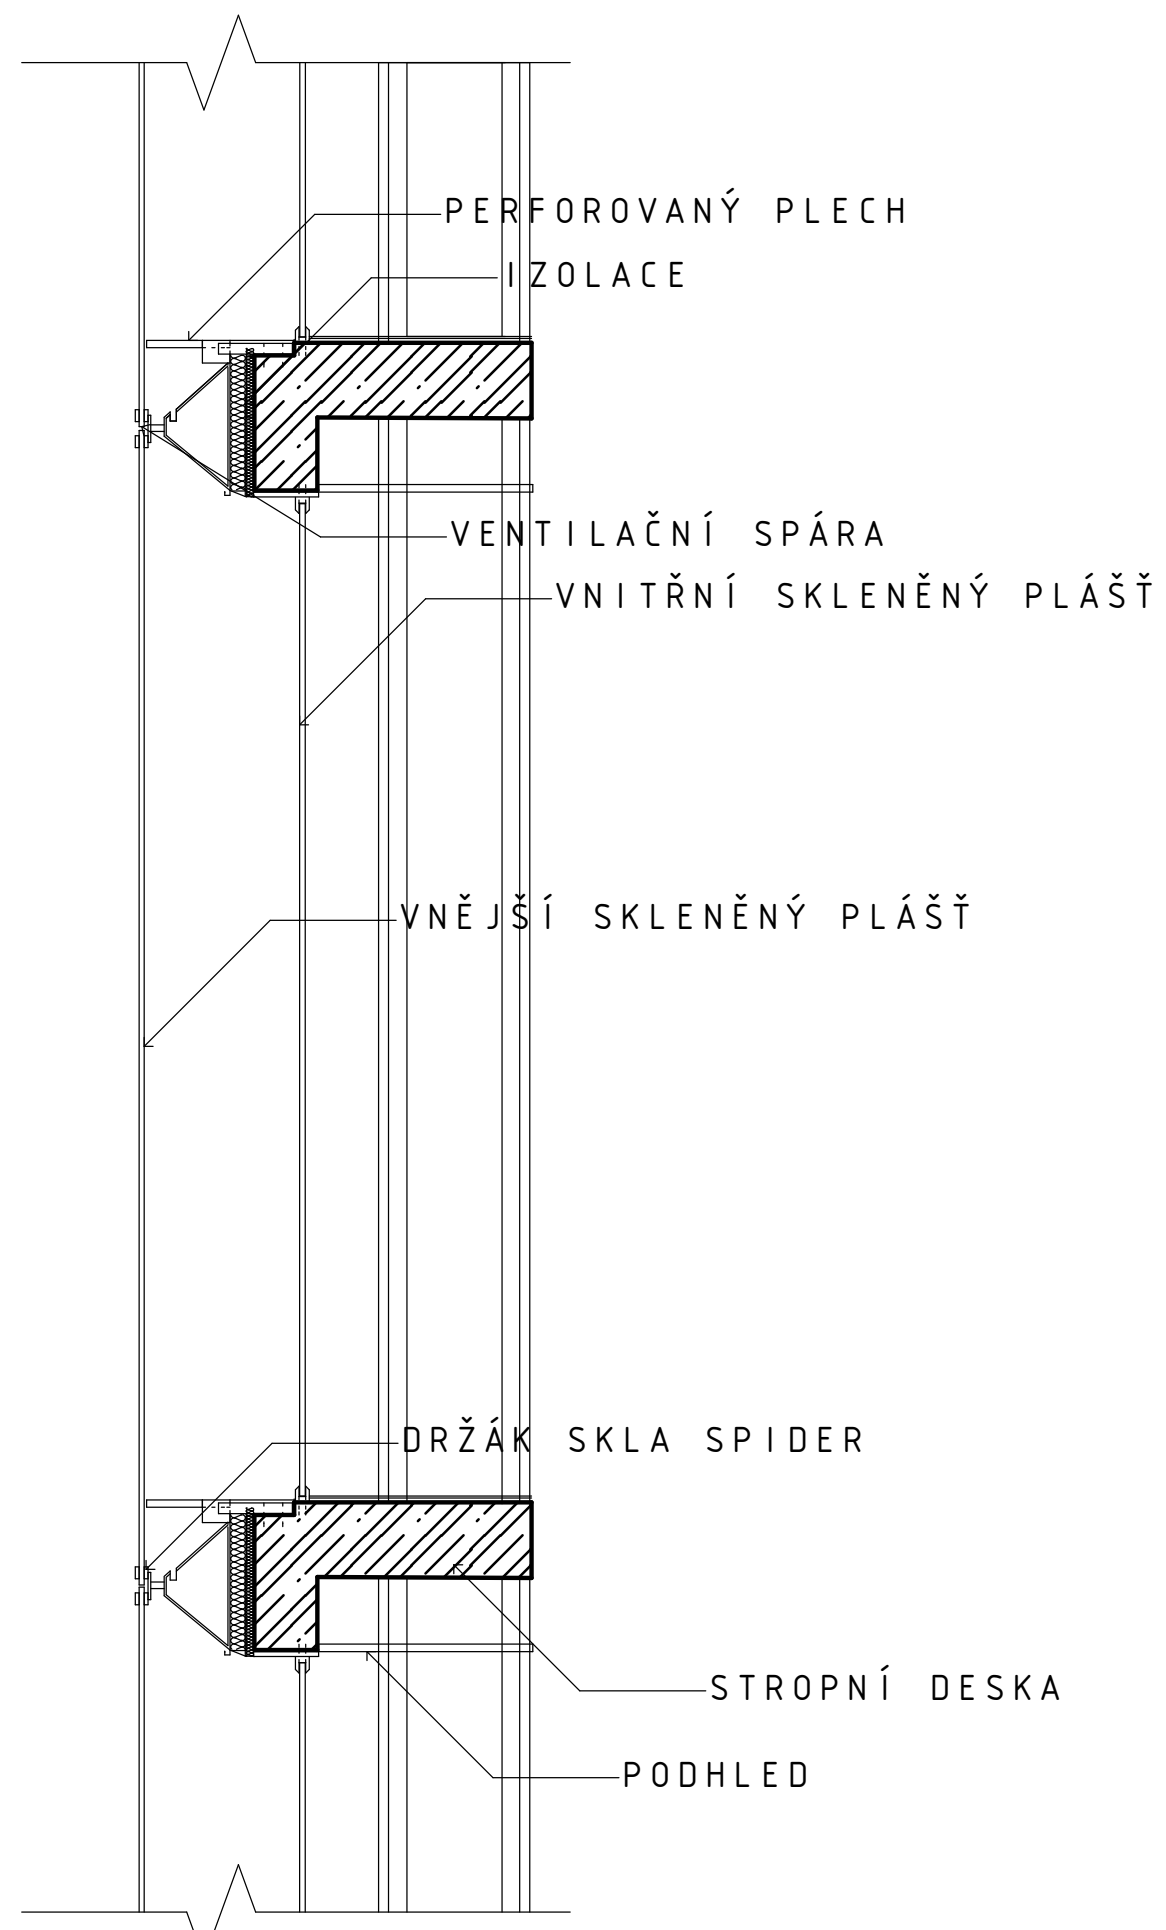 PERFOROVANÝ PLECH
IZOLACE
VENTILAČNÍ SPÁRA
VNITŘNÍ SKLENĚNÝ PLÁŠŤ
VNĚJŠÍ SKLENĚNÝ PLÁŠŤ
DRŽÁK SKLA SPIDER
STROPNÍ DESKA
PODHLED